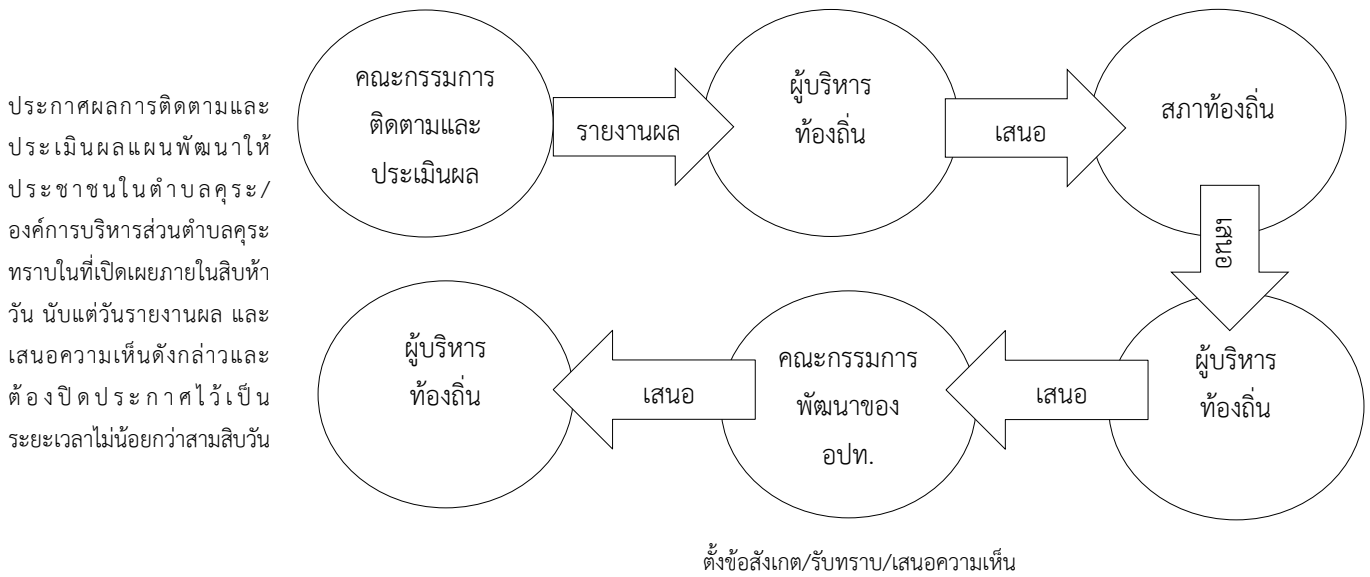 ประกาศผลการติดตามและ
ประเมินผลแผนพัฒนาให้
ประชาชนในตำบลคุระ/
องค์การบริหารส่วนตำบลคุระ
ทราบในที่เปิดเผยภายในสิบห้า
วัน นับแต่วันรายงานผล และ
เสนอความเห็นดังกล่าวและ
ต้องปิดประกาศไว้เป็น
ระยะเวลาไม่น้อยกว่าสามสิบวัน
คณะกรรมการ
ติดตามและ
ประเมินผล
รายงานผล
ผู้บริหาร
ท้องถิ่น
เสนอ
สภาท้องถิ่น
เสนอ
ผู้บริหาร
ท้องถิ่น
เสนอ
คณะกรรมการ
พัฒนาของ
อปท.
เสนอ
ผู้บริหาร
ท้องถิ่น
ตั้งข้อสังเกต/รับทราบ/เสนอความเห็น